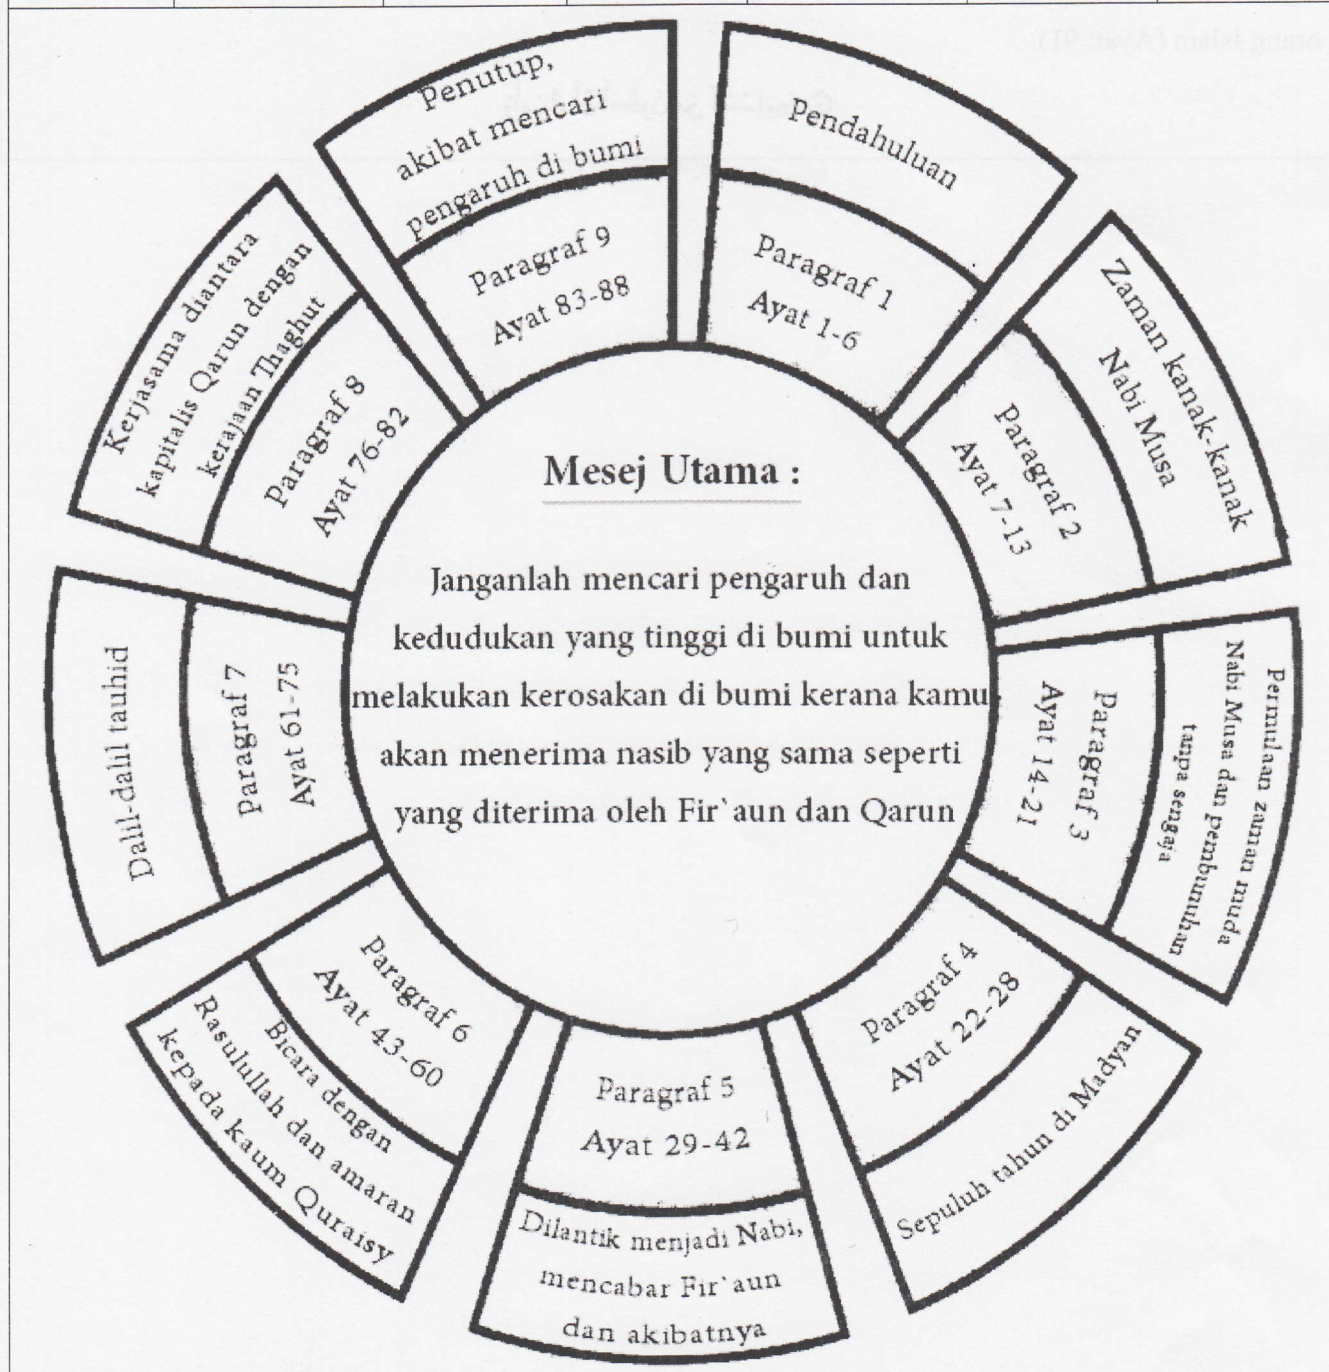 Mesej Utama :
Janganlah mencari pengaruh dan
kedudukan yang tinggi di bumi untuk
melakukan kerosakan di bumi kerana kamu
akan menerima nasib yang sama seperti
yang diterima oleh Fir`aun dan Qarun
Pendahuluan
Paragraf 1
Ayat 1-6
Zaman kanak-kanak
Nabi Musa
Paragraf 2
Ayat 7-13
Permulaan zaman muda
Nabi Musa dan pembunuhan
tanpa sengaja
Paragraf 3
Ayat 14-21
Paragraf 4
Ayat 22-28
Sepuluh tahun di Madyan
Paragraf 5
Ayat 29-42
Dilantik menjadi Nabi,
mencabar Fir`aun
dan akibatnya
Paragraf 6
Ayat 43-60
Bicara dengan
Rasulullah dan amaran
kepada kaum Quraisy
Dalil-dalil tauhid
Paragraf 7
Ayat 61-75
Kerjasama diantara
kapitalis Qarun dengan
kerajaan Thaghut
Paragraf 8
Ayat 76-82
Penutup,
akibat mencari
pengaruh di bumi
Paragraf 9
Ayat 83-88
orang Islam (Ayat: 91).